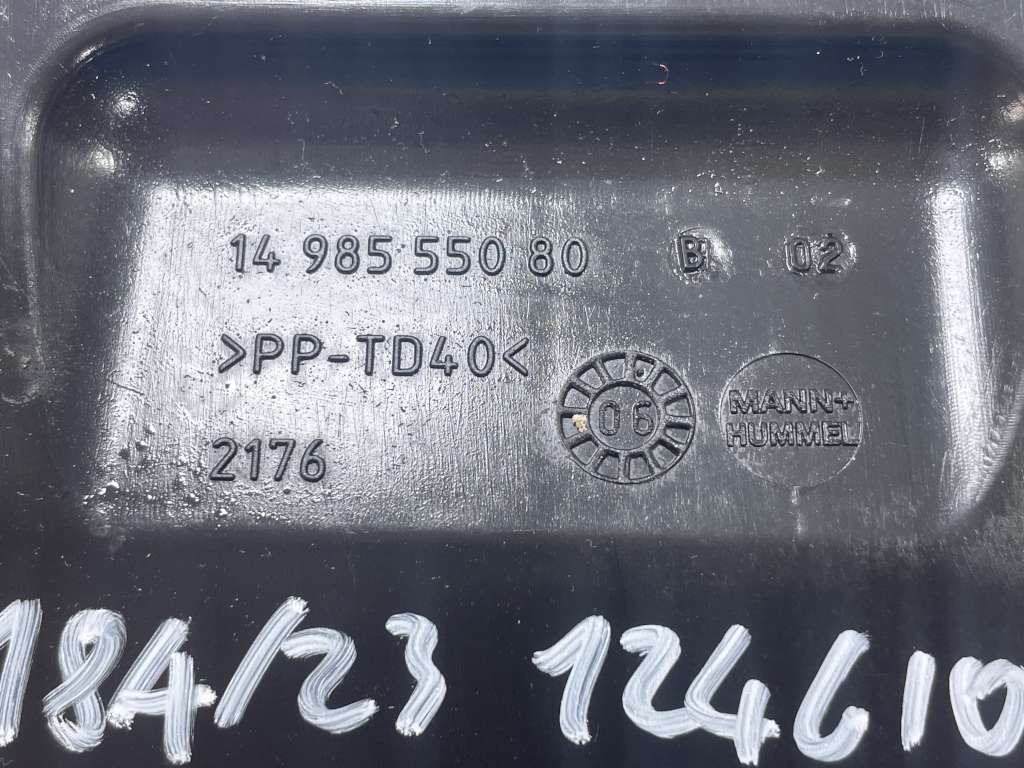 14 985 550 80 B 02
>PP-TD40<
06
MANN+
HUMMEL
2176
184/23 124610